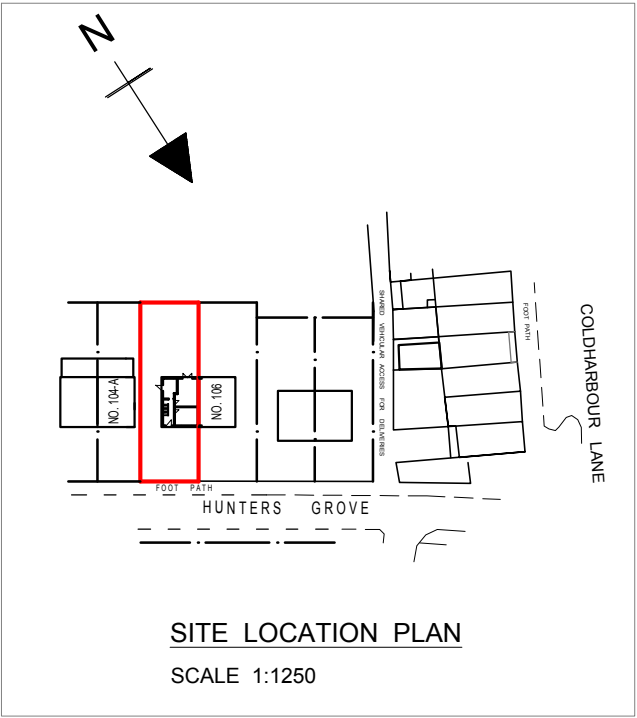 N
SHARED VEHICULAR ACCESS FOR DELIVERIES
FOOT PATH
COLDHARBOUR LANE
NO. 104-A
NO. 106
FOOT PATH
HUNTERS GROVE
SITE LOCATION PLAN
SCALE 1:1250